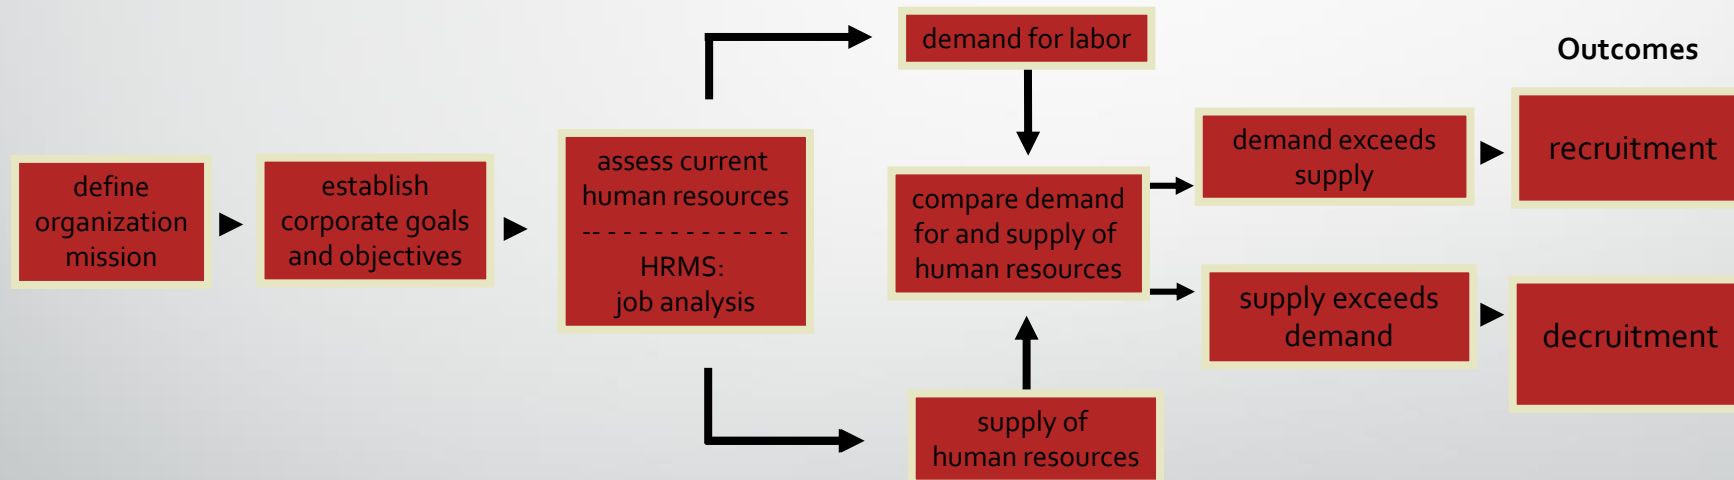 define
organization
mission
establish
corporate goals
and objectives
assess current
human resources
-- - - - - - - - - - - - -
HRMS:
job analysis
demand for labor
compare demand
for and supply of
human resources
supply of
human resources
demand exceeds
supply
supply exceeds
demand
Outcomes
recruitment
decruitment